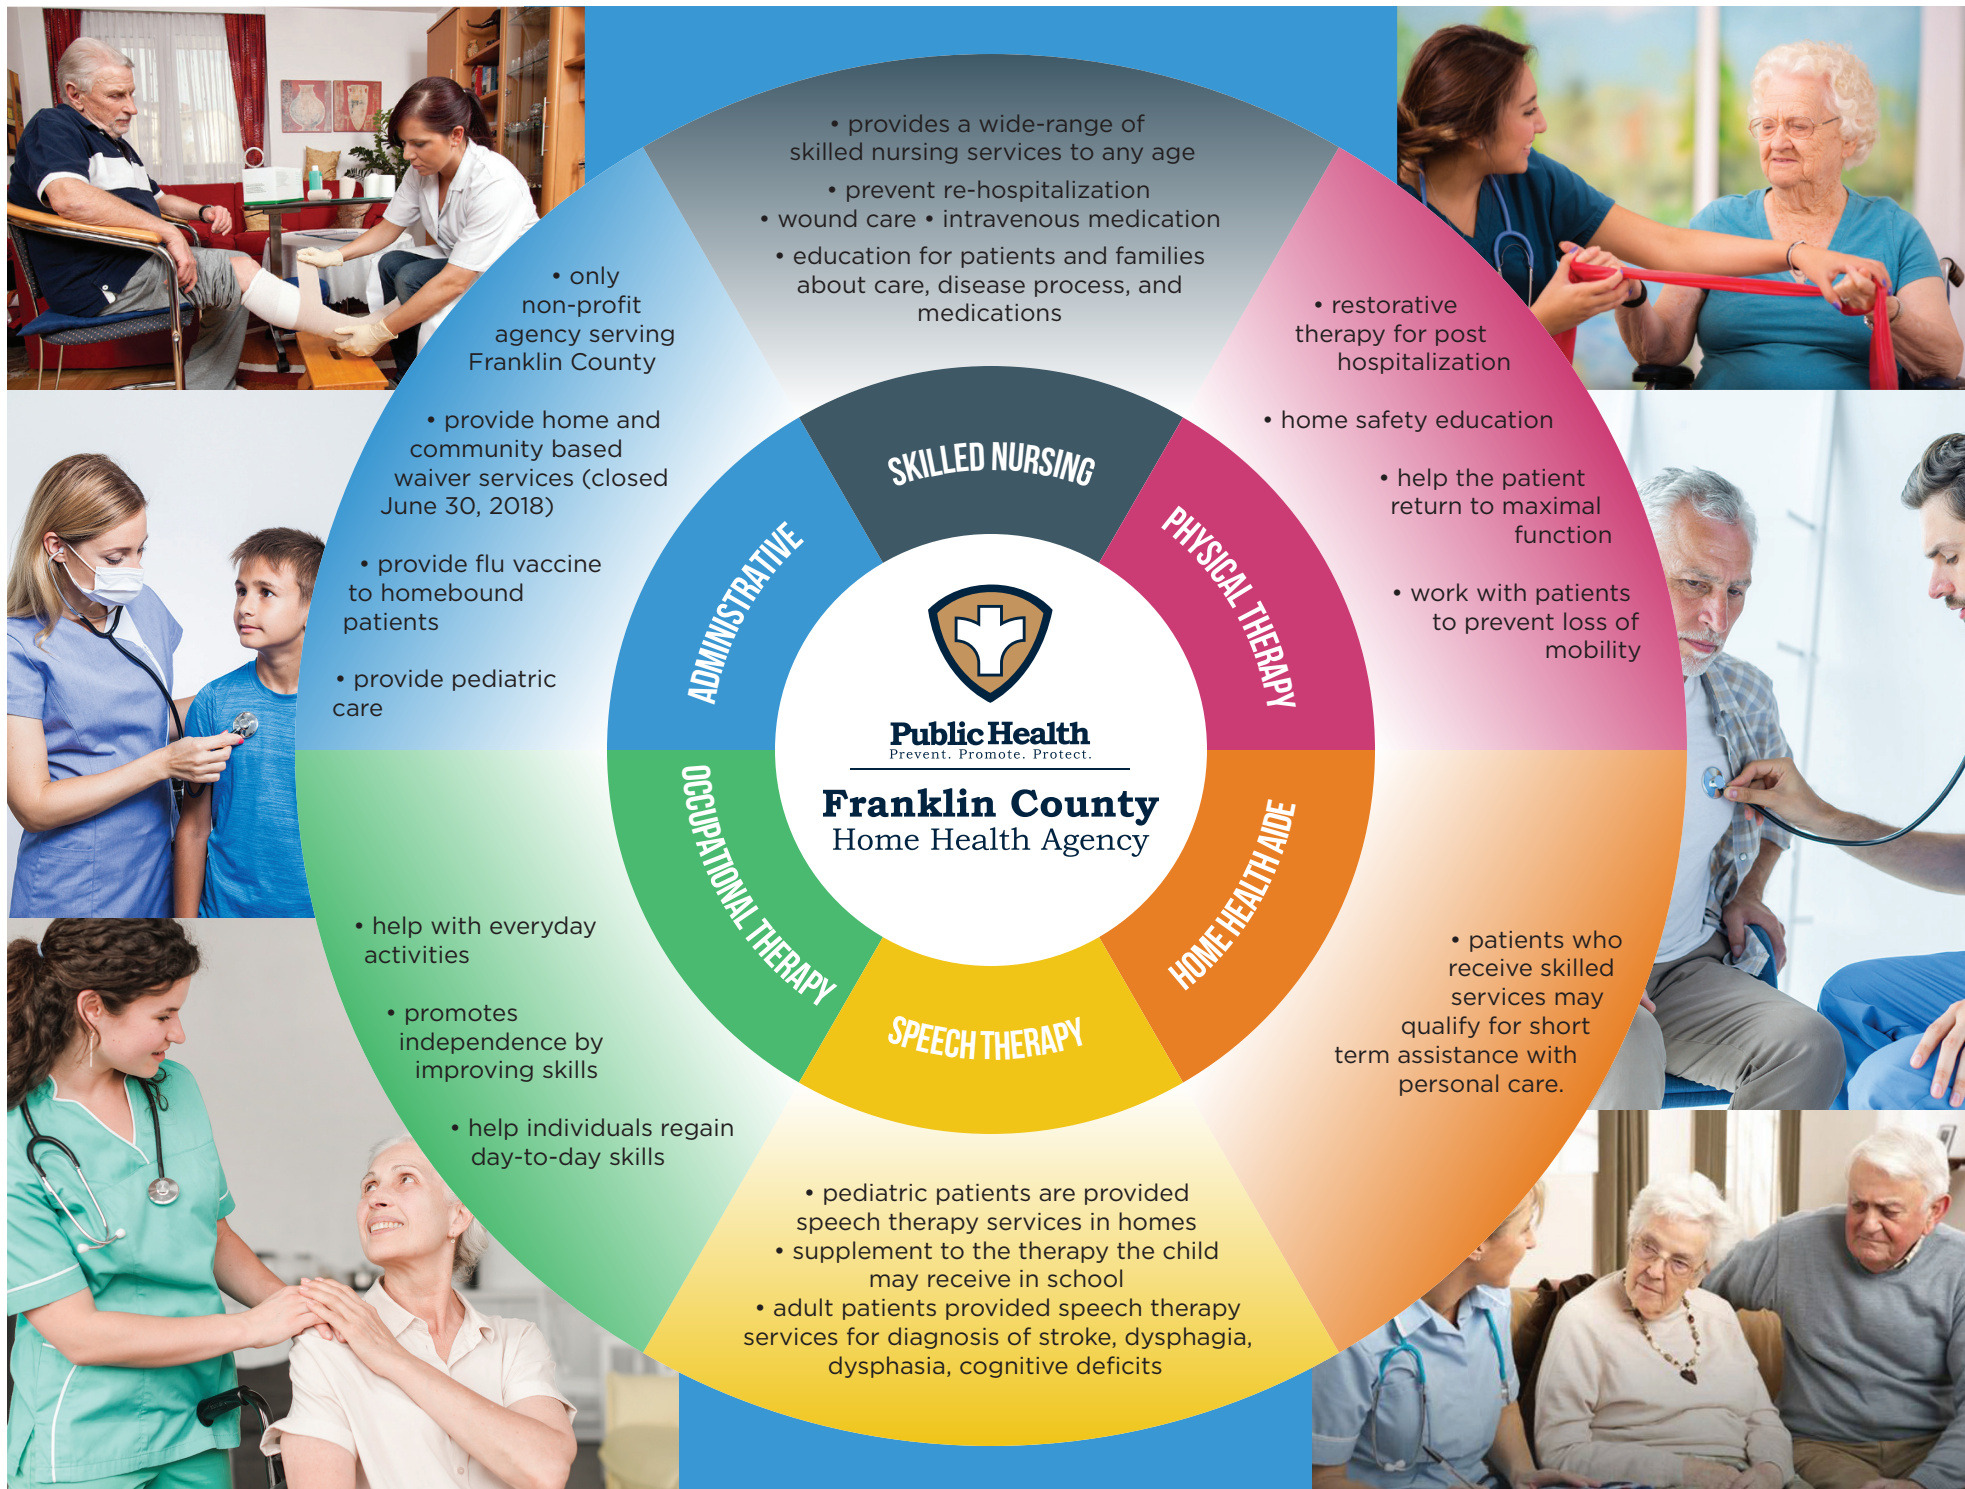 • provides a wide-range of
skilled nursing services to any age
• prevent re-hospitalization
• wound care • intravenous medication
• education for patients and families
about care, disease process, and
medications
SKILLED NURSING
• restorative
therapy for post
hospitalization
• home safety education
• help the patient
return to maximal
function
• work with patients
to prevent loss of
mobility
PHYSICAL THERAPY
• patients who
receive skilled
services may
qualify for short
term assistance with
personal care.
HOME HEALTH AIDE
SPEECH THERAPY
• pediatric patients are provided
speech therapy services in homes
• supplement to the therapy the child
may receive in school
• adult patients provided speech therapy
services for diagnosis of stroke, dysphagia,
dysphasia, cognitive deficits
OCCUPATIONAL THERAPY
• help with everyday
activities
• promotes
independence by
improving skills
• help individuals regain
day-to-day skills
ADMINISTRATIVE
• only
non-profit
agency serving
Franklin County
• provide home and
community based
waiver services (closed
June 30, 2018)
• provide flu vaccine
to homebound
patients
• provide pediatric
care
Public Health
Prevent. Promote. Protect.
Franklin County
Home Health Agency